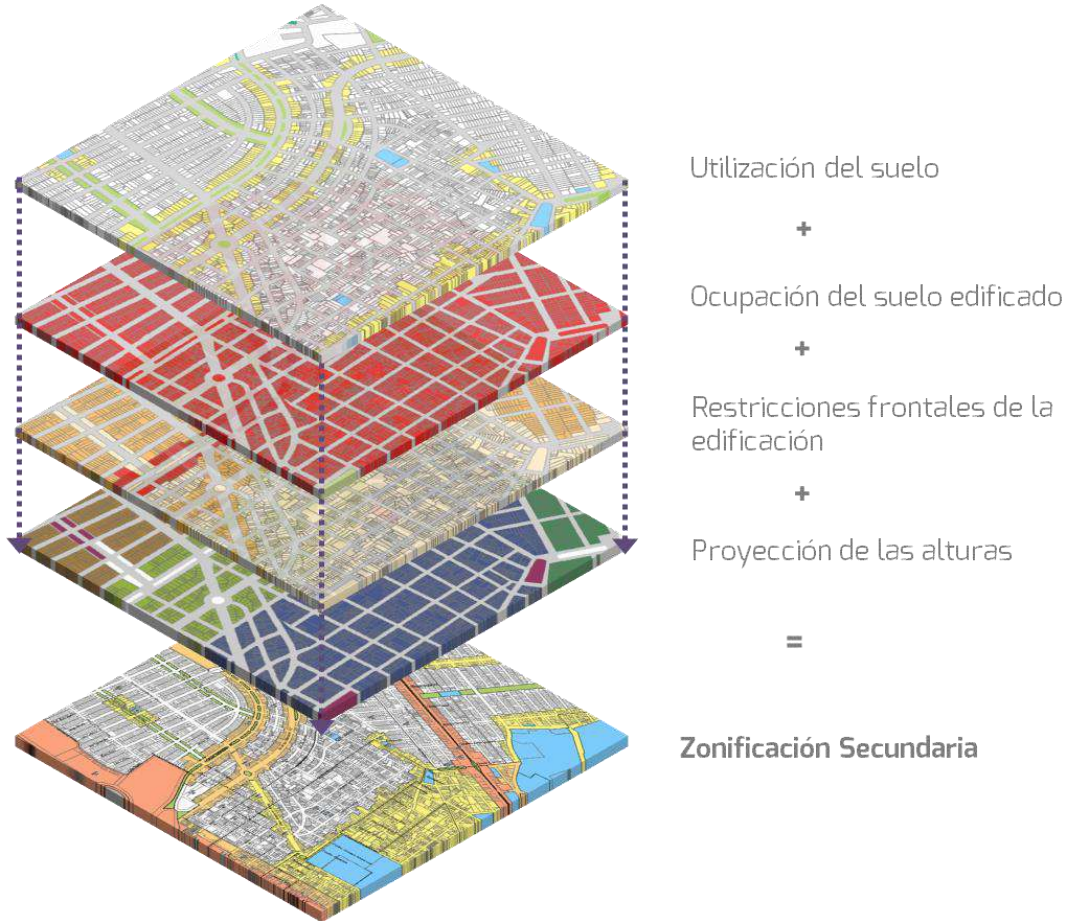 Utilización del suelo
+
Ocupación del suelo edificado
+
Restricciones frontales de la
edificación
+
Proyección de las alturas
=
Zonificación Secundaria